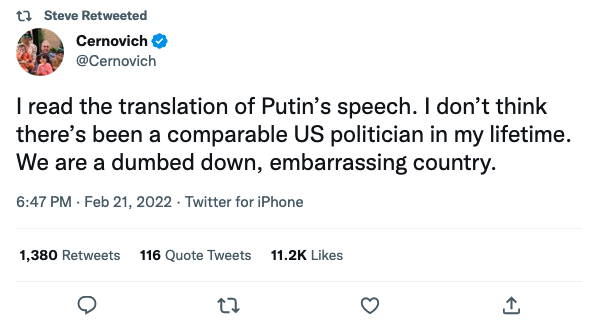 Steve Retweeted
Cernovich
@Cernovich
I read the translation of Putin’s speech. I don’t think
there’s been a comparable US politician in my lifetime.
We are a dumbed down, embarrassing country.
6:47 PM · Feb 21, 2022 · Twitter for iPhone
1,380 Retweets 116 Quote Tweets 11.2K Likes